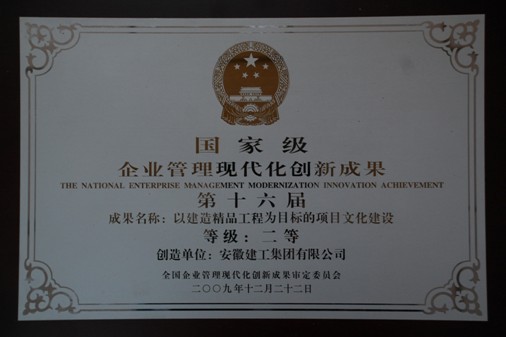 国家级
企业管理现代化创新成果
THE NATIONAL ENTERPRISE MANAGEMENT MODERNIZATION INNOVATION ACHIEVEMENT
第十六届
成果名称：以建造精品工程为目标的项目文化建设
等级：二等
创造单位：安徽建工集团有限公司
全国企业管理现代化创新成果审定委员会
二〇〇九年十二月二十二日